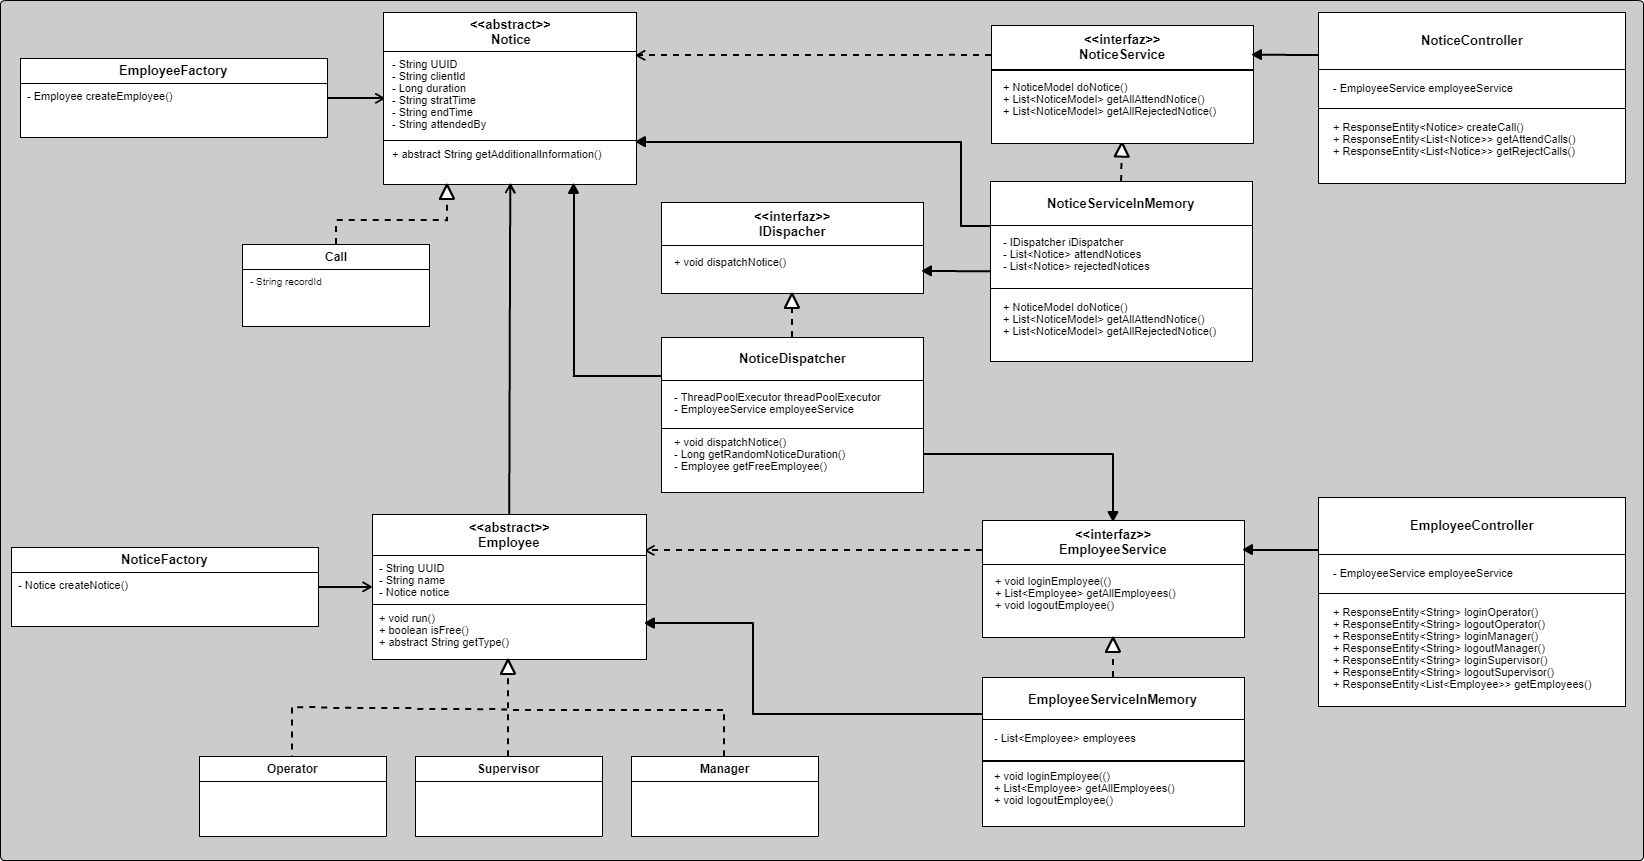 EmployeeFactory
- Employee createEmployee()
<<abstract>>
Notice
- String UUID
- String clientId
- Long duration
- String stratTime
- String endTime
- String attendedBy
+ abstract String getAdditionalInformation()
<<interfaz>>
NoticeService
+ NoticeModel doNotice()
+ List<NoticeModel> getAllAttendNotice()
+ List<NoticeModel> getAllRejectedNotice()
NoticeController
- EmployeeService employeeService
+ ResponseEntity<Notice> createCall()
+ ResponseEntity<List<Notice>> getAttendCalls()
+ ResponseEntity<List<Notice>> getRejectCalls()
Call
- String recordId
<<interfaz>>
IDispacher
+ void dispatchNotice()
NoticeServiceInMemory
- IDispatcher iDispatcher
- List<Notice> attendNotices
- List<Notice> rejectedNotices
+ NoticeModel doNotice()
+ List<NoticeModel> getAllAttendNotice()
+ List<NoticeModel> getAllRejectedNotice()
NoticeDispatcher
- ThreadPoolExecutor threadPoolExecutor
- EmployeeService employeeService
+ void dispatchNotice()
- Long getRandomNoticeDuration()
- Employee getFreeEmployee()
NoticeFactory
- Notice createNotice()
<<abstract>>
Employee
- String UUID
- String name
- Notice notice
+ void run()
+ boolean isFree()
+ abstract String getType()
<<interfaz>>
EmployeeService
+ void loginEmployee(()
+ List<Employee> getAllEmployees()
+ void logoutEmployee()
EmployeeController
- EmployeeService employeeService
+ ResponseEntity<String> loginOperator()
+ ResponseEntity<String> logoutOperator()
+ ResponseEntity<String> loginManager()
+ ResponseEntity<String> logoutManager()
+ ResponseEntity<String> loginSupervisor()
+ ResponseEntity<String> logoutSupervisor()
+ ResponseEntity<List<Employee>> getEmployees()
Operator
Supervisor
Manager
EmployeeServiceInMemory
- List<Employee> employees
+ void loginEmployee(()
+ List<Employee> getAllEmployees()
+ void logoutEmployee()